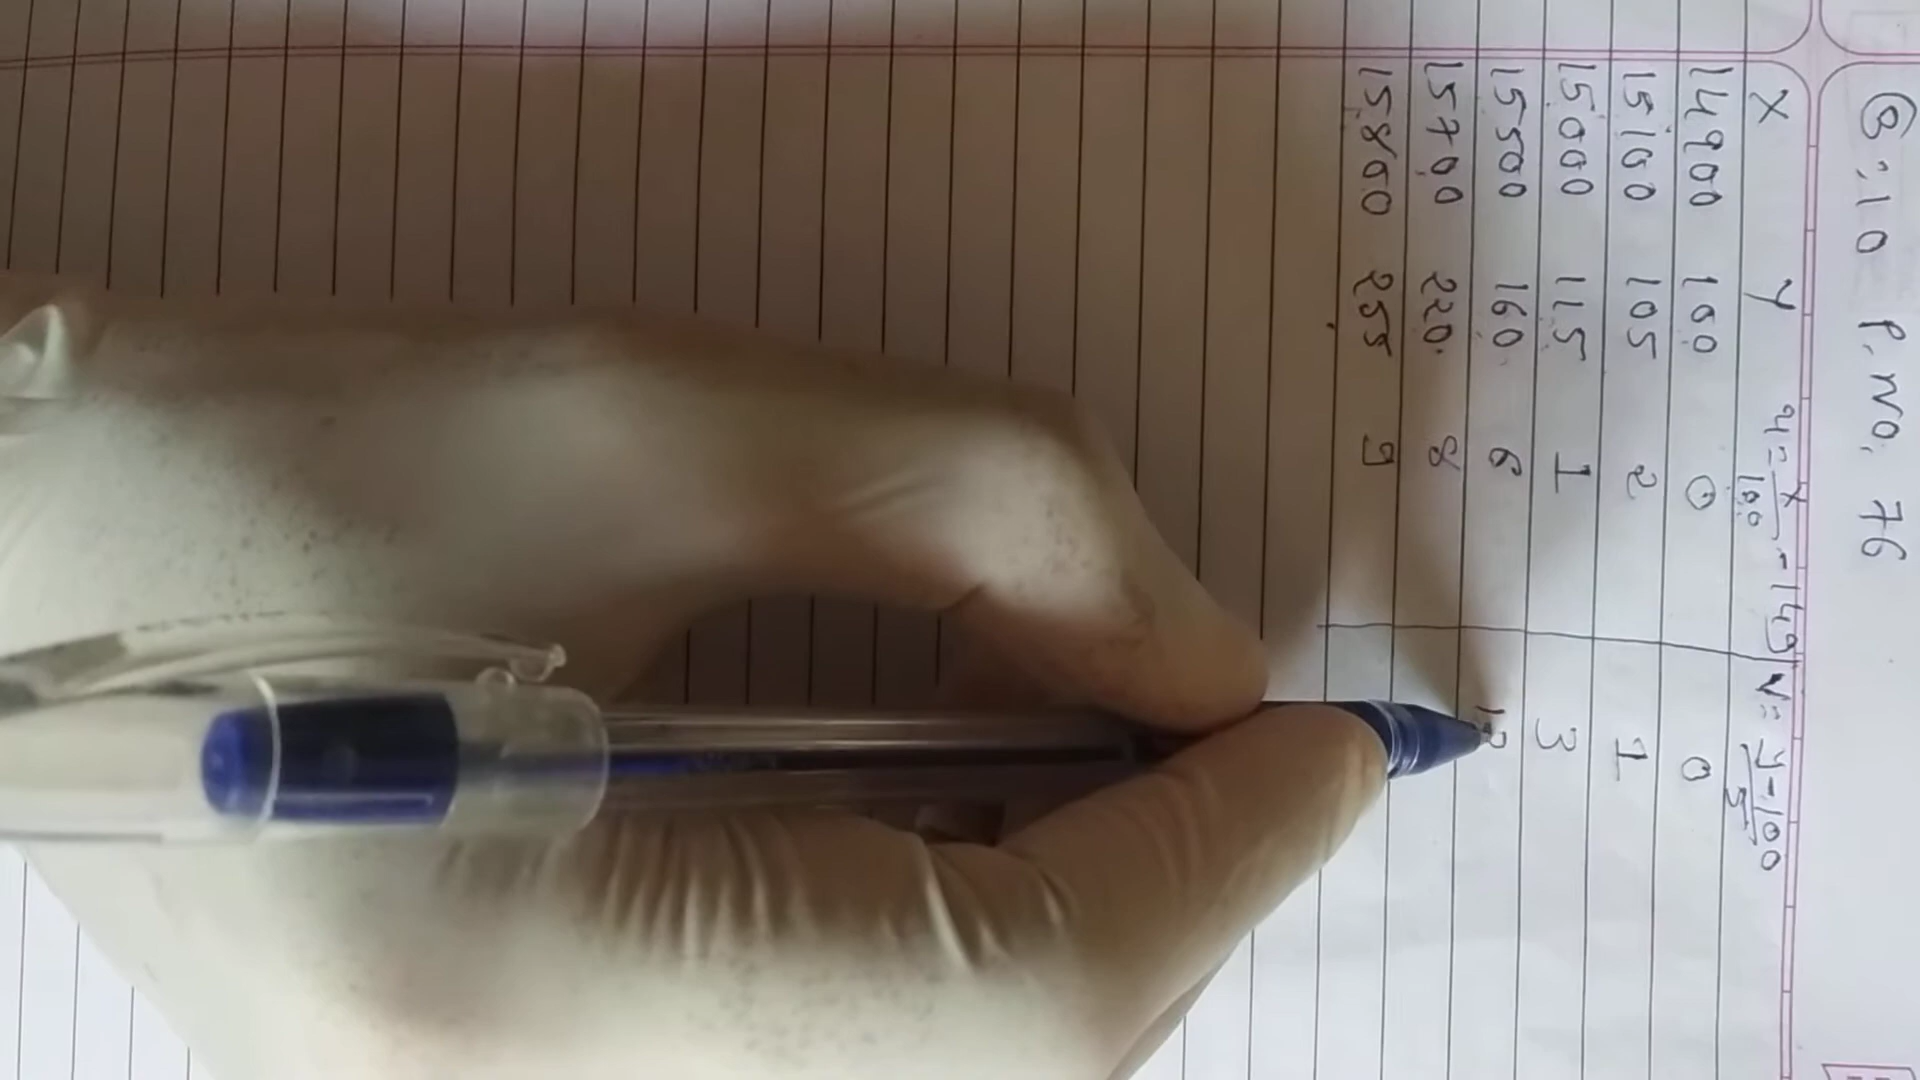 Q:10 P. No, 76
X Y u = X/100 - 149 v = y-100/5
14900 100 0 0
15100 105 2 1
15000 115 1 3
15500 160 6 12
15700 220 8
15800 255 9